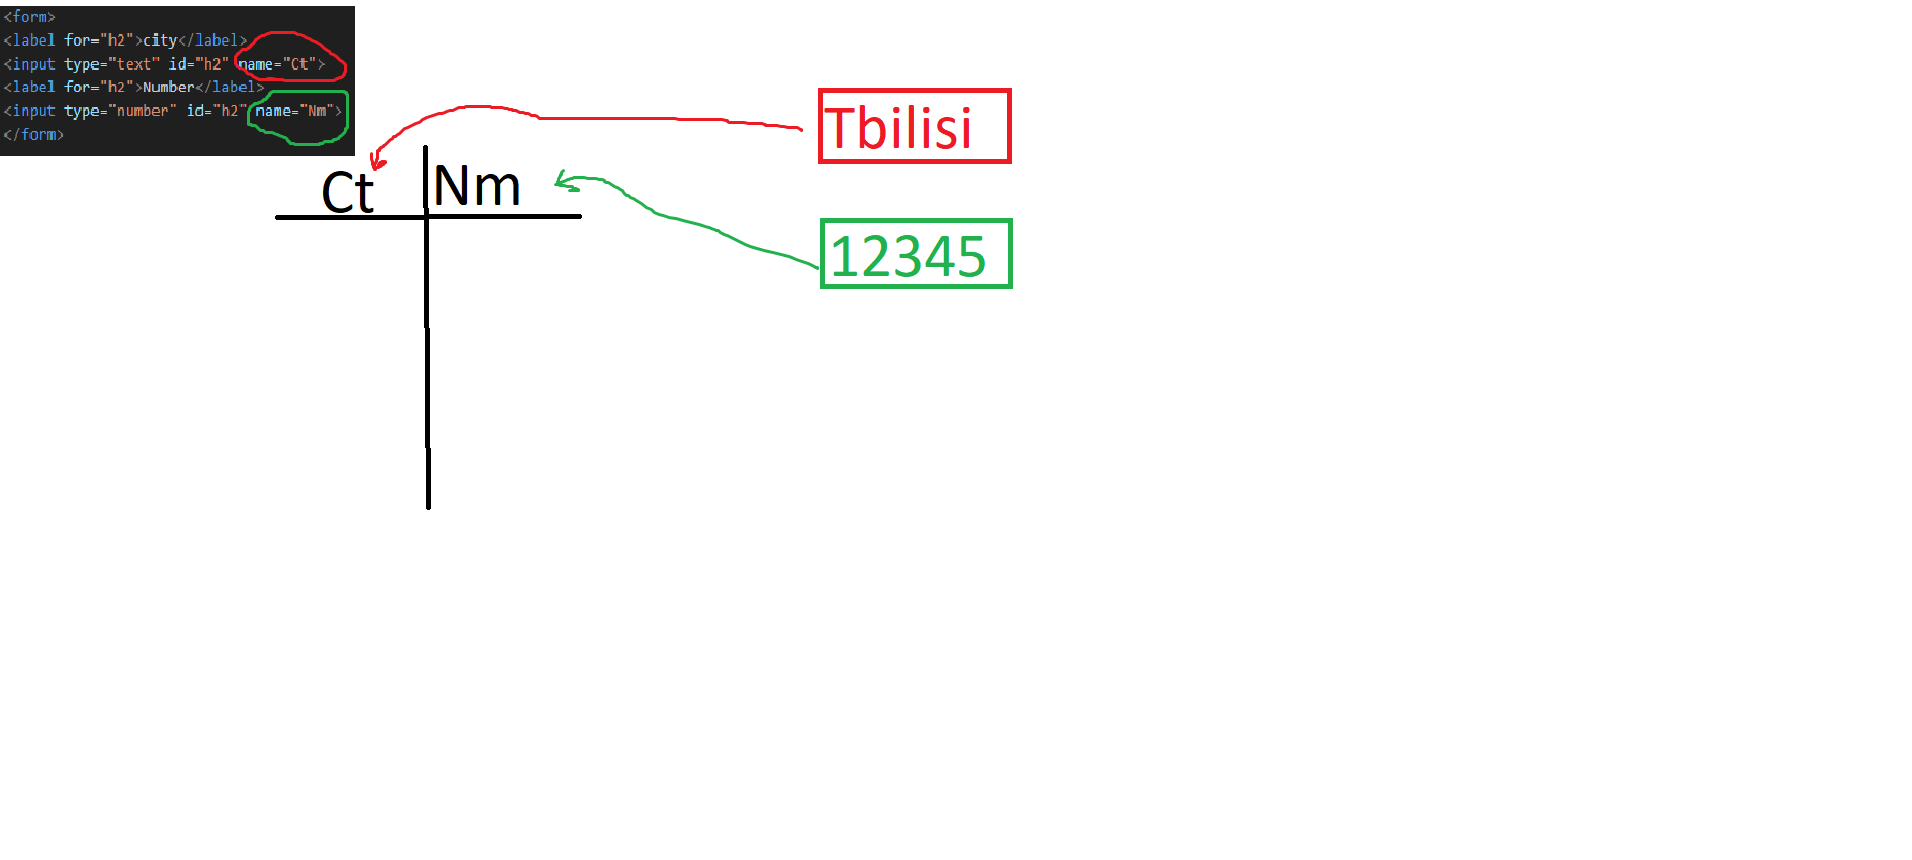 <form>
<label for="h2">city</label>
<input type="text" id="h2" name="Ct">
<label for="h2">Number</label>
<input type="number" id="h2" name="Nm">
</form>
Tbilisi
Ct Nm
12345